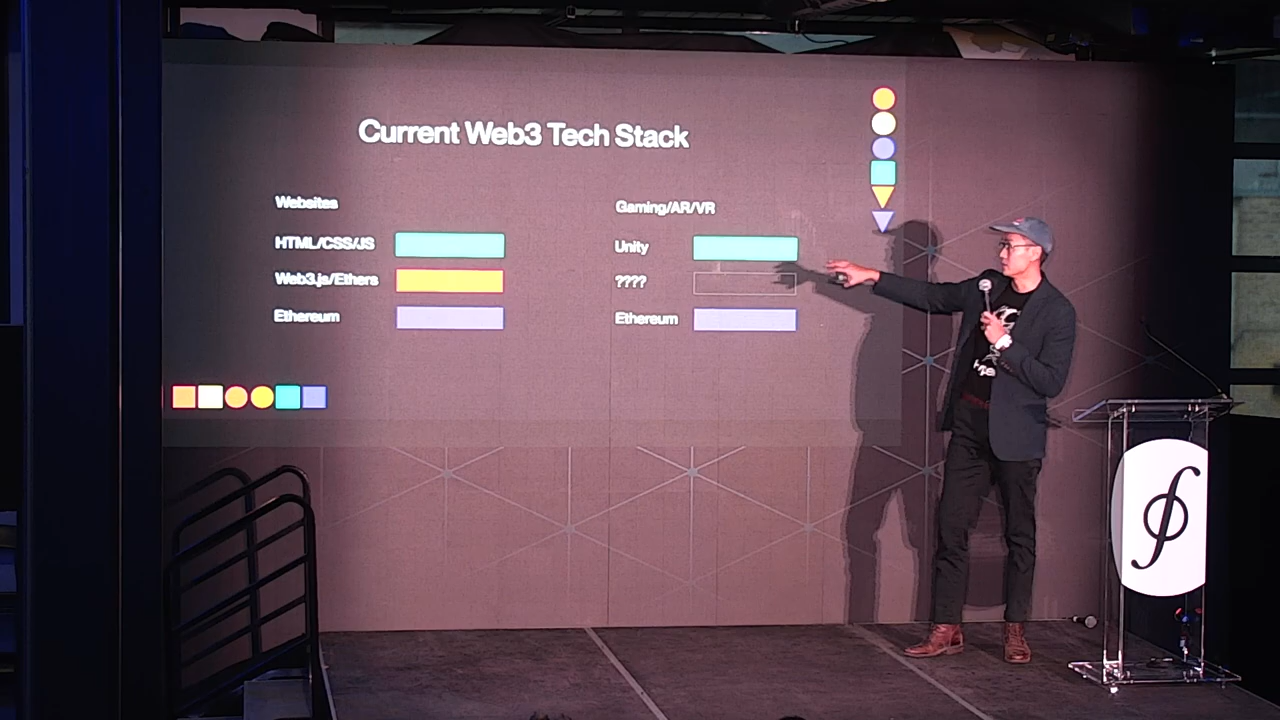 Current Web3 Tech Stack
Websites
HTML/CSS/JS
Web3.js/Ethers
Ethereum
Gaming/AR/VR
Unity
????
Ethereum